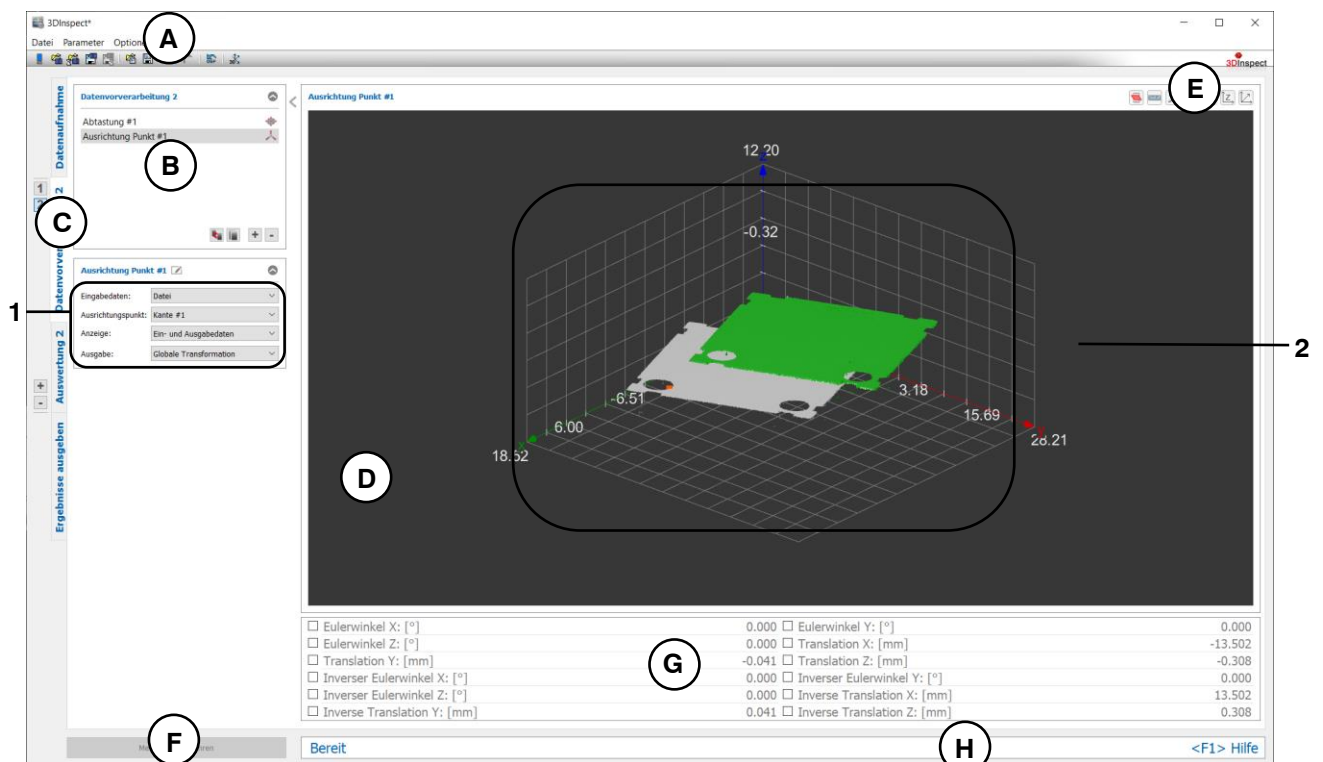 3DInspect*
Datei Parameter
A
3DInspect
E
Datenaufnahme
2
Auswertung 2
Ergebnisse ausgeben
1
C
+
-
Datenvorverarbeitung 2
Abtastung #1
Ausrichtung Punkt #1
B
+ -
Ausrichtung Punkt #1
1
Eingabedaten: Datei
Ausrichtungspunkt: Kante #1
Anzeige: Ein- und Ausgabedaten
Ausgabe: Globale Transformation
Ausrichtung Punkt #1
12.20
-0.32
-6.51
6.00
18.52
3.18
15.69
28.21
D
2
Eulerwinkel X: [°] 0.000 Eulerwinkel Y: [°] 0.000
Eulerwinkel Z: [°] 0.000 Translation X: [mm] -13.502
Translation Y: [mm] -0.041 Translation Z: [mm] -0.308
Inverser Eulerwinkel X: [°] 0.000 Inverser Eulerwinkel Y: [°] 0.000
Inverser Eulerwinkel Z: [°] 0.000 Inverse Translation X: [mm] 13.502
Inverse Translation Y: [mm] 0.041 Inverse Translation Z: [mm] 0.308
G
F
Bereit
H
<F1> Hilfe